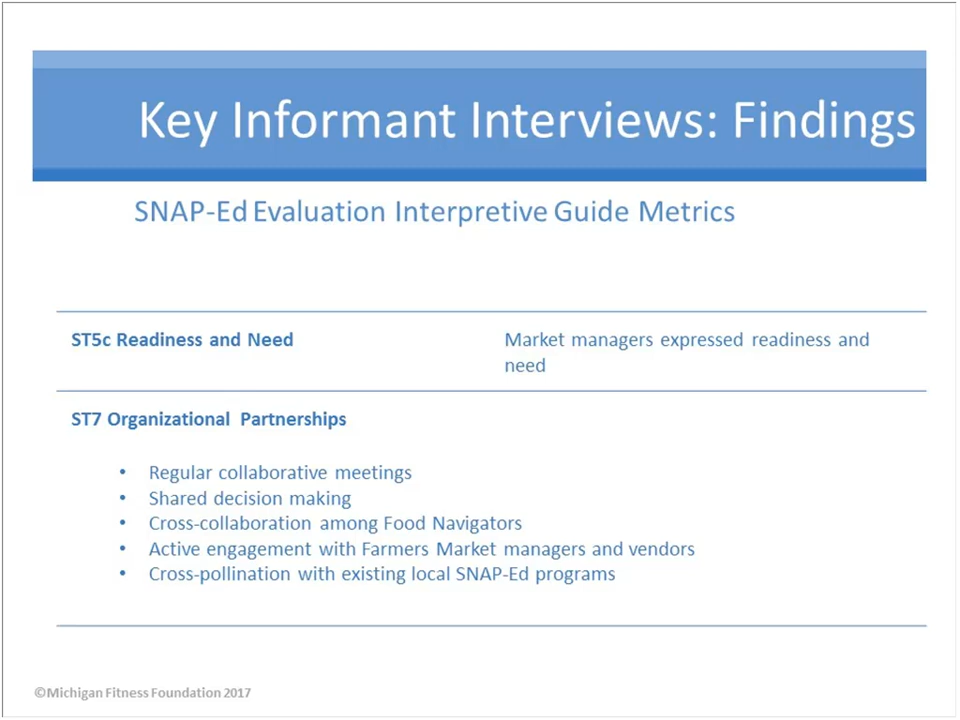 Key Informant Interviews: Findings
SNAP-Ed Evaluation Interpretive Guide Metrics
ST5c Readiness and Need
Market managers expressed readiness and
need
ST7 Organizational Partnerships
• Regular collaborative meetings
• Shared decision making
• Cross-collaboration among Food Navigators
• Active engagement with Farmers Market managers and vendors
• Cross-pollination with existing local SNAP-Ed programs
©Michigan Fitness Foundation 2017